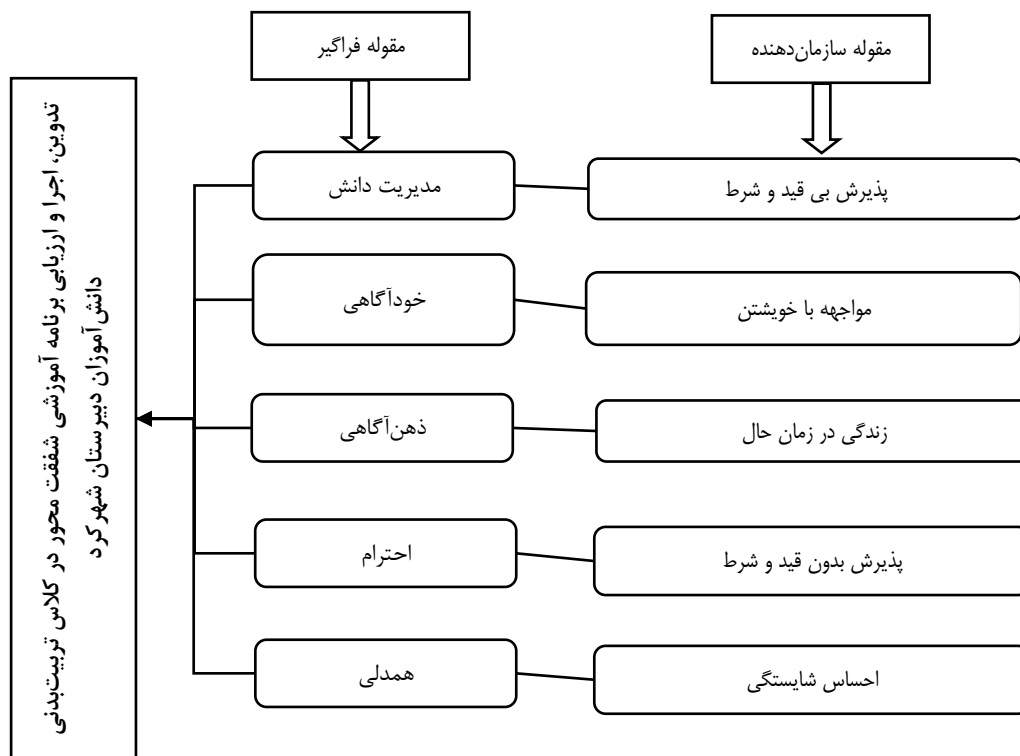 مقوله سازمان‌دهنده
مقوله فراگیر
پذیرش بی قید و شرط
مدیریت دانش
مواجهه با خویشتن
خودآگاهی
زندگی در زمان حال
ذهن‌آگاهی
پذیرش بدون قید و شرط
احترام
احساس شایستگی
همدلی
تدوین، اجرا و ارزیابی برنامه آموزشی شفقت محور در کلاس تربیت‌بدنی
دانش‌آموزان دبیرستان شهرکرد